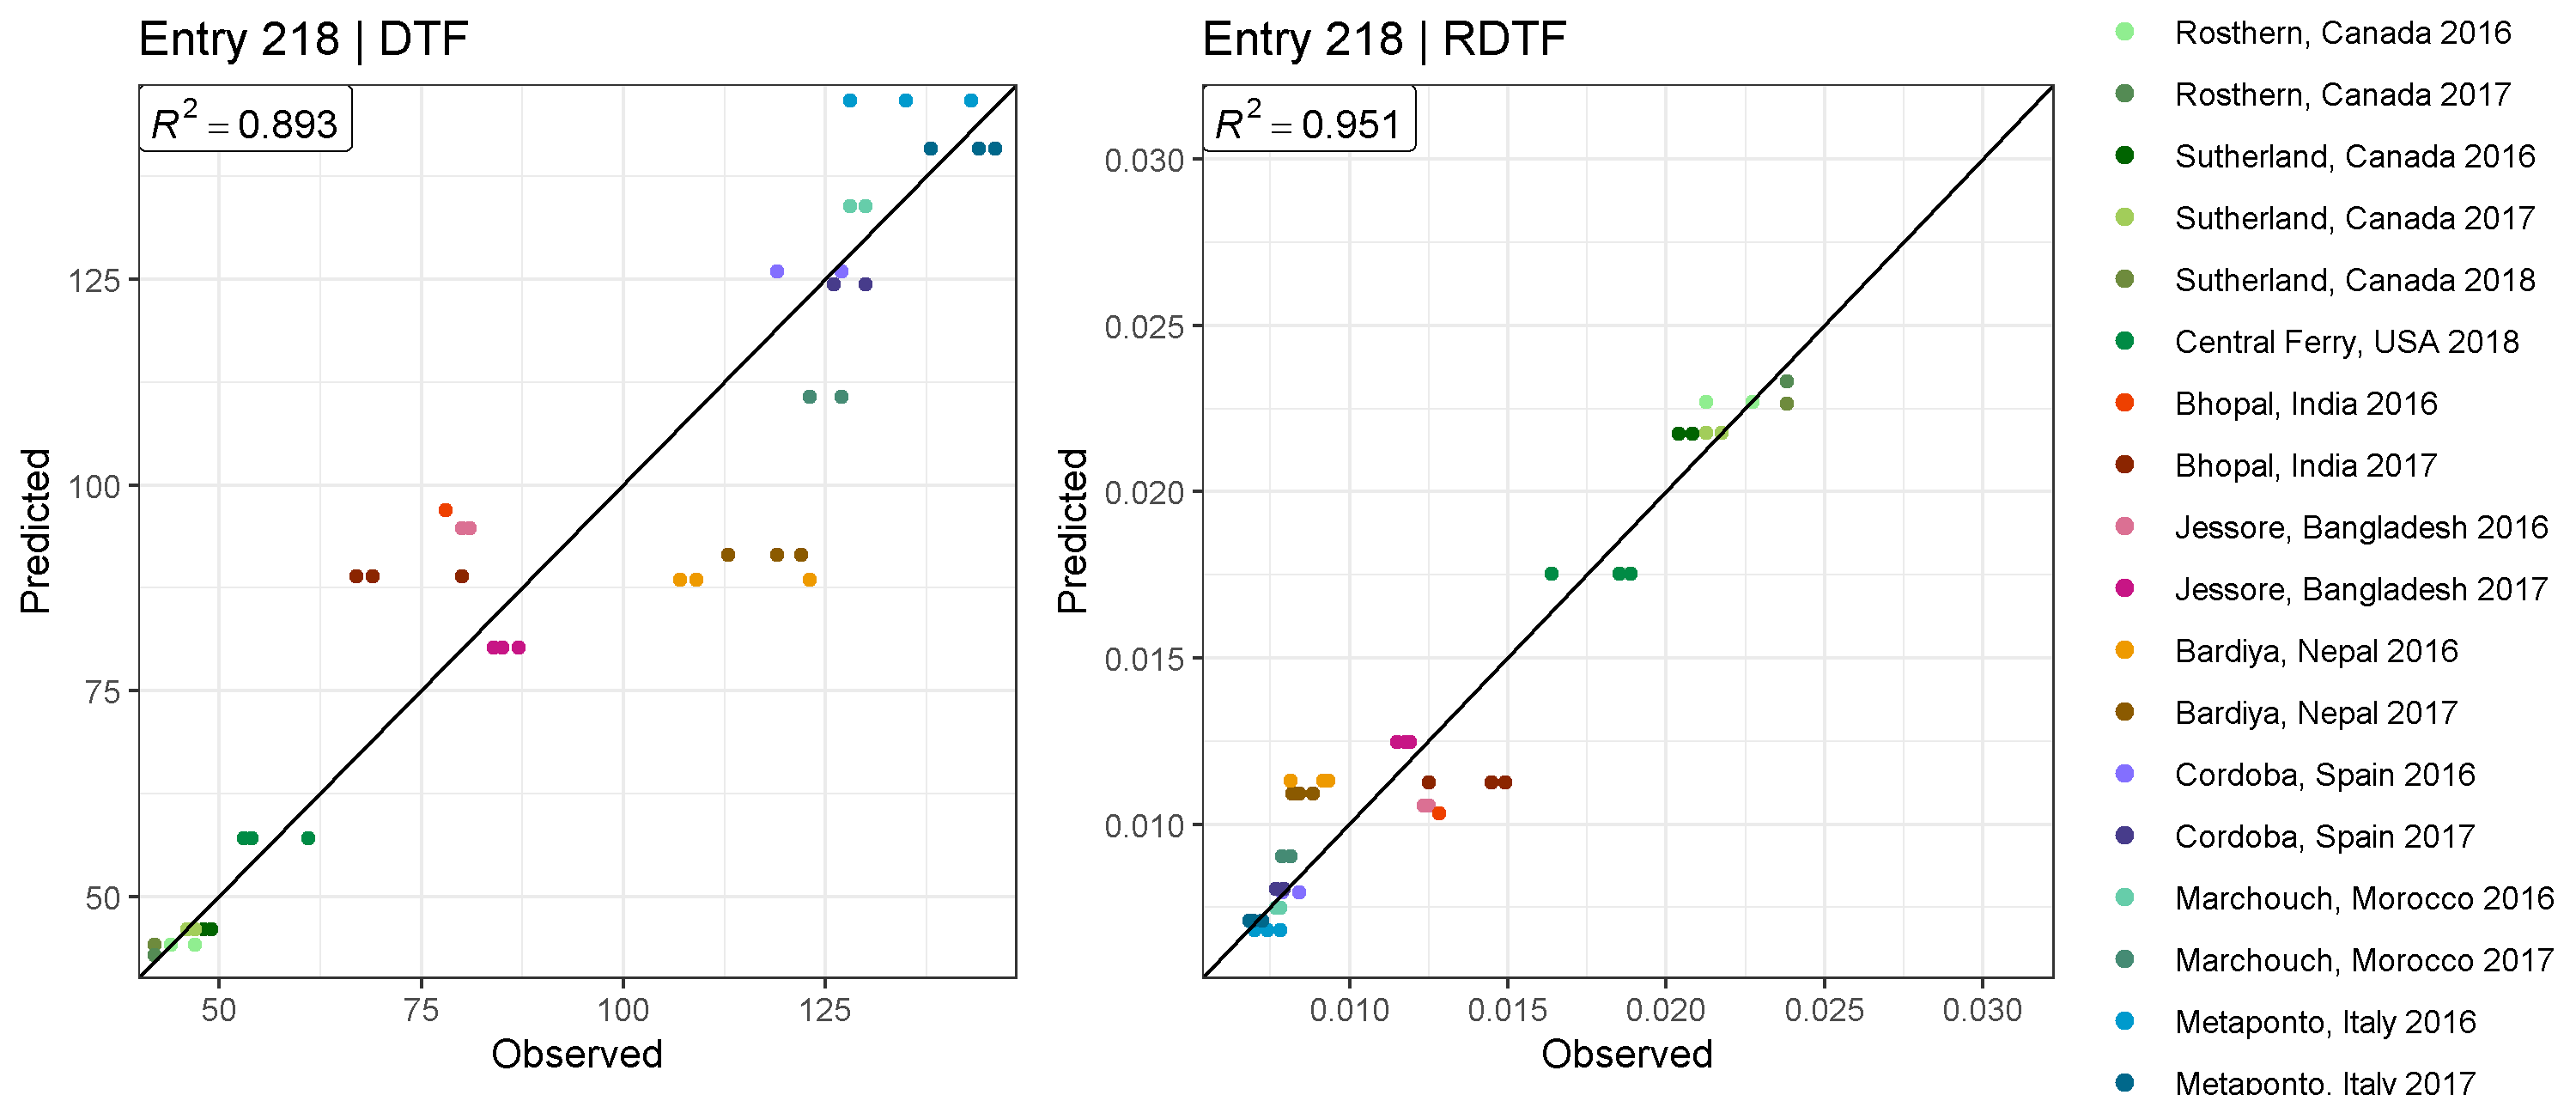 Entry 218 | DTF
R² = 0.893
125
100
75
50
50 75 100 125
Observed
Predicted
Entry 218 | RDTF
R² = 0.951
0.030
0.025
0.020
0.015
0.010
0.010 0.015 0.020 0.025 0.030
Observed
Predicted
Rosthern, Canada 2016
Rosthern, Canada 2017
Sutherland, Canada 2016
Sutherland, Canada 2017
Sutherland, Canada 2018
Central Ferry, USA 2018
Bhopal, India 2016
Bhopal, India 2017
Jessore, Bangladesh 2016
Jessore, Bangladesh 2017
Bardiya, Nepal 2016
Bardiya, Nepal 2017
Cordoba, Spain 2016
Cordoba, Spain 2017
Marchouch, Morocco 2016
Marchouch, Morocco 2017
Metaponto, Italy 2016
Metaponto, Italy 2017